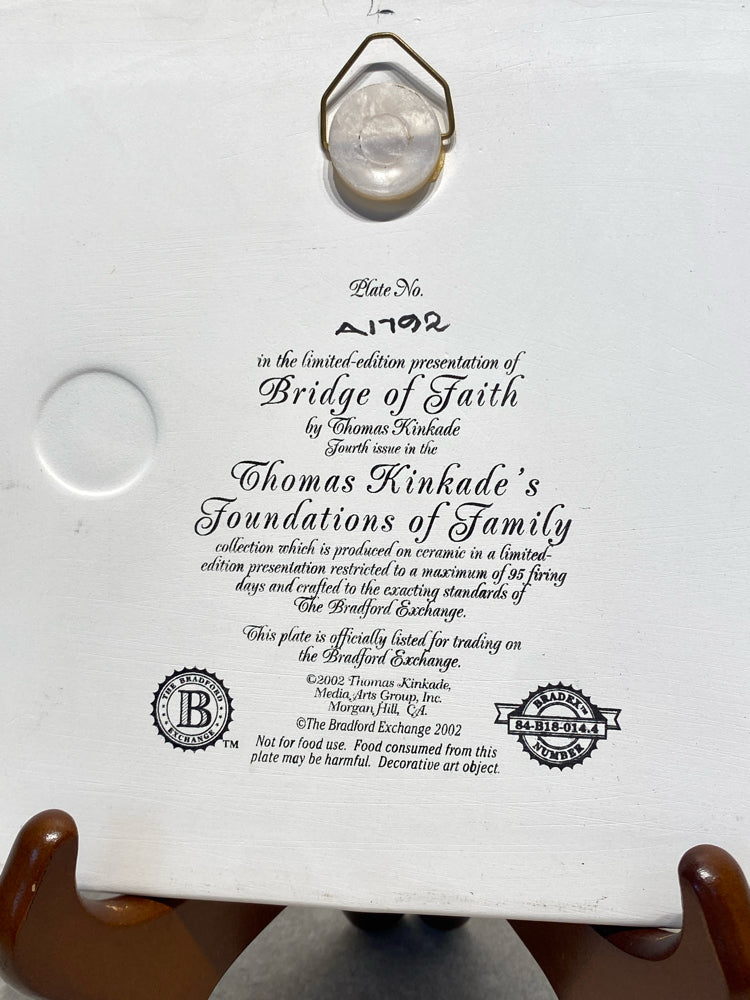 Plate No.
A1792
in the limited-edition presentation of
Bridge of Faith
by Thomas Kinkade
Fourth issue in the
Thomas Kinkade's
Foundations of Family
collection which is produced on ceramic in a limited-
edition presentation restricted to a maximum of 95 firing
days and crafted to the exacting standards of
The Bradford Exchange.
This plate is officially listed for trading on
the Bradford Exchange.
©2002 Thomas Kinkade,
Media Arts Group, Inc.
Morgan Hill, CA.
©The Bradford Exchange 2002
Not for food use. Food consumed from this
plate may be harmful. Decorative art object.
THE BRADFORD
B
EXCHANGE
TM
BRADEX™
84-B18-014.4
NUMBER